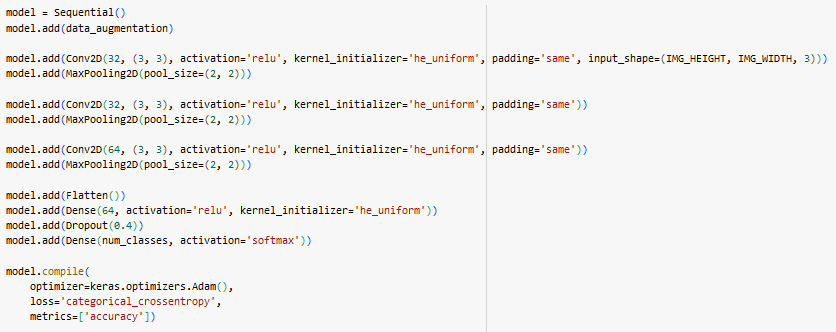 model = Sequential()
model.add(data_augmentation)
model.add(Conv2D(32, (3, 3), activation='relu', kernel_initializer='he_uniform', padding='same', input_shape=(IMG_HEIGHT, IMG_WIDTH, 3)))
model.add(MaxPooling2D(pool_size=(2, 2)))
model.add(Conv2D(32, (3, 3), activation='relu', kernel_initializer='he_uniform', padding='same'))
model.add(MaxPooling2D(pool_size=(2, 2)))
model.add(Conv2D(64, (3, 3), activation='relu', kernel_initializer='he_uniform', padding='same'))
model.add(MaxPooling2D(pool_size=(2, 2)))
model.add(Flatten())
model.add(Dense(64, activation='relu', kernel_initializer='he_uniform'))
model.add(Dropout(0.4))
model.add(Dense(num_classes, activation='softmax'))
model.compile(
    optimizer=keras.optimizers.Adam(),
    loss='categorical_crossentropy',
    metrics=['accuracy'])